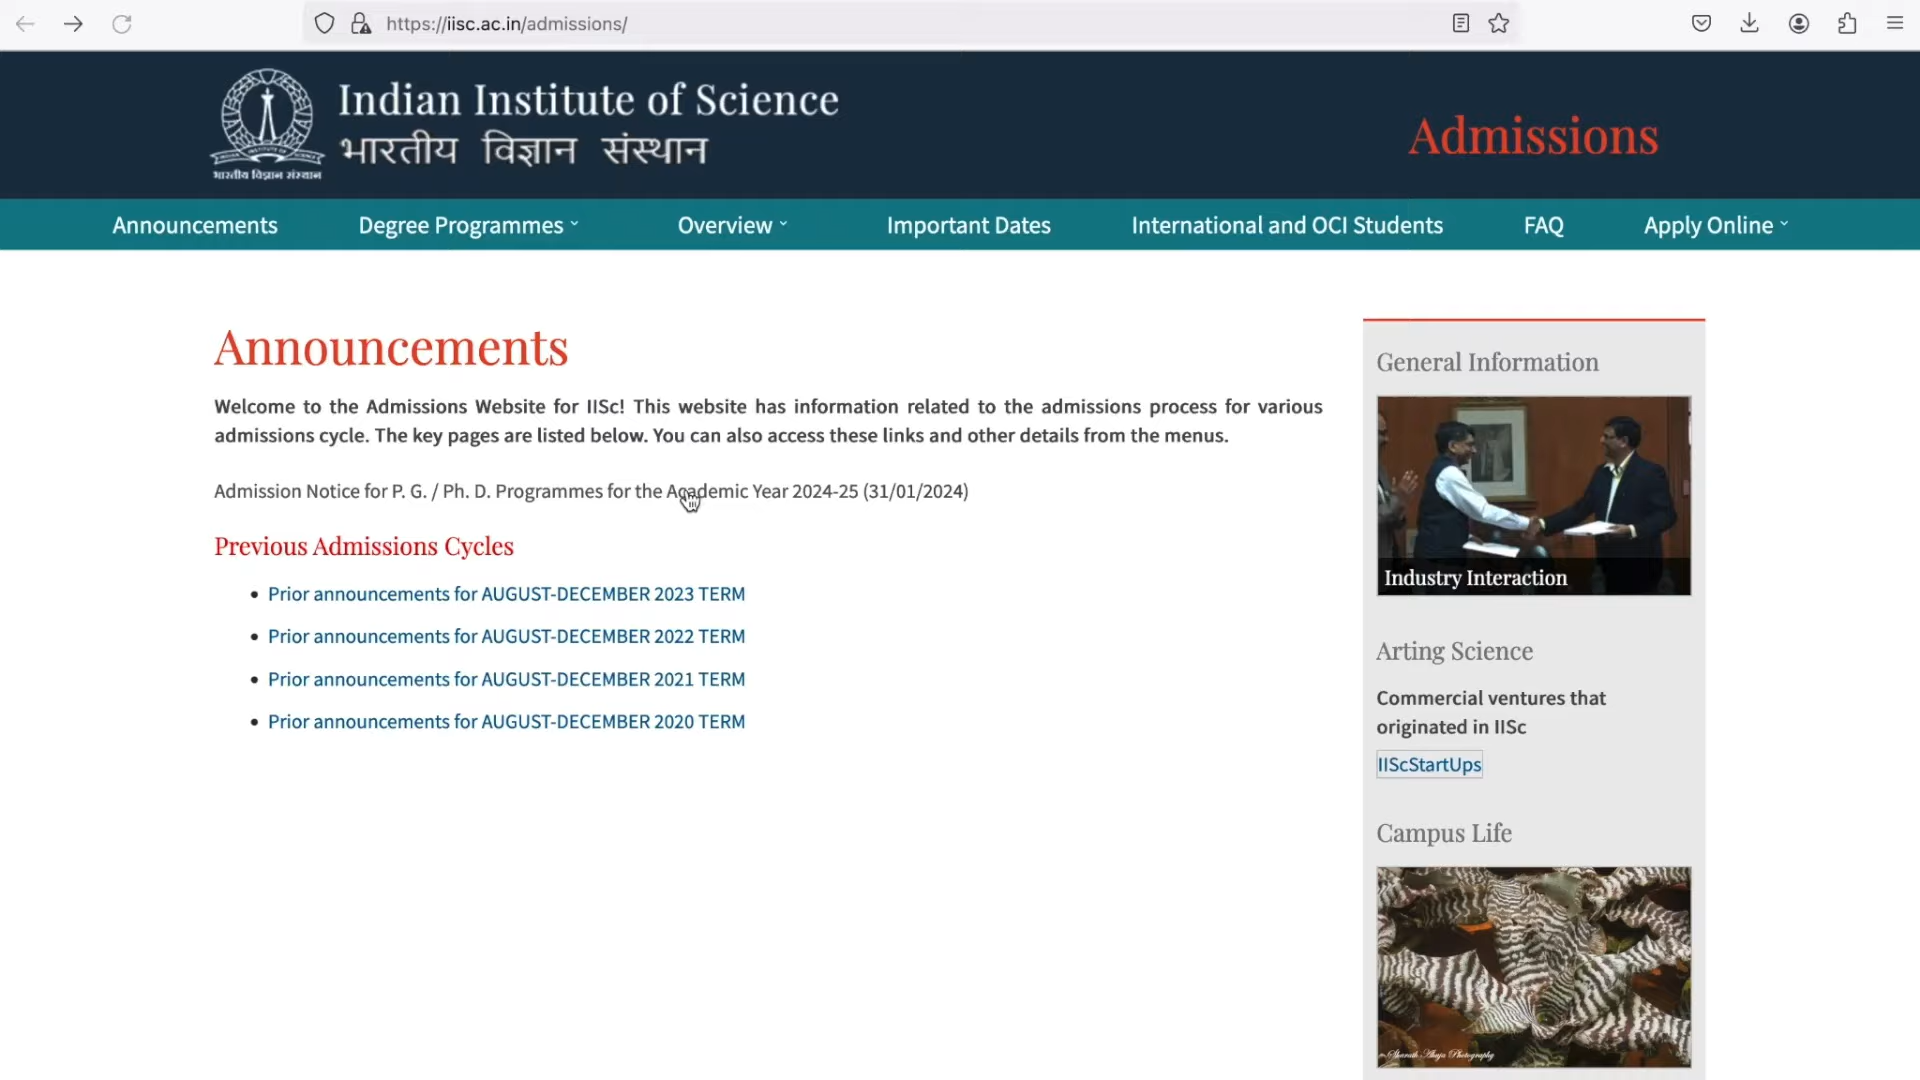 https://iisc.ac.in/admissions/
Indian Institute of Science
भारतीय विज्ञान संस्थान
भारतीय विज्ञान संस्थान
Admissions
Announcements
Degree Programmes
Overview
Important Dates
International and OCI Students
FAQ
Apply Online
Announcements
Welcome to the Admissions Website for IISc! This website has information related to the admissions process for various
admissions cycle. The key pages are listed below. You can also access these links and other details from the menus.
Admission Notice for P. G. / Ph. D. Programmes for the Academic Year 2024-25 (31/01/2024)
Previous Admissions Cycles
• Prior announcements for AUGUST-DECEMBER 2023 TERM
• Prior announcements for AUGUST-DECEMBER 2022 TERM
• Prior announcements for AUGUST-DECEMBER 2021 TERM
• Prior announcements for AUGUST-DECEMBER 2020 TERM
General Information
Industry Interaction
Arting Science
Commercial ventures that
originated in IISc
IIScStartUps
Campus Life
Photography